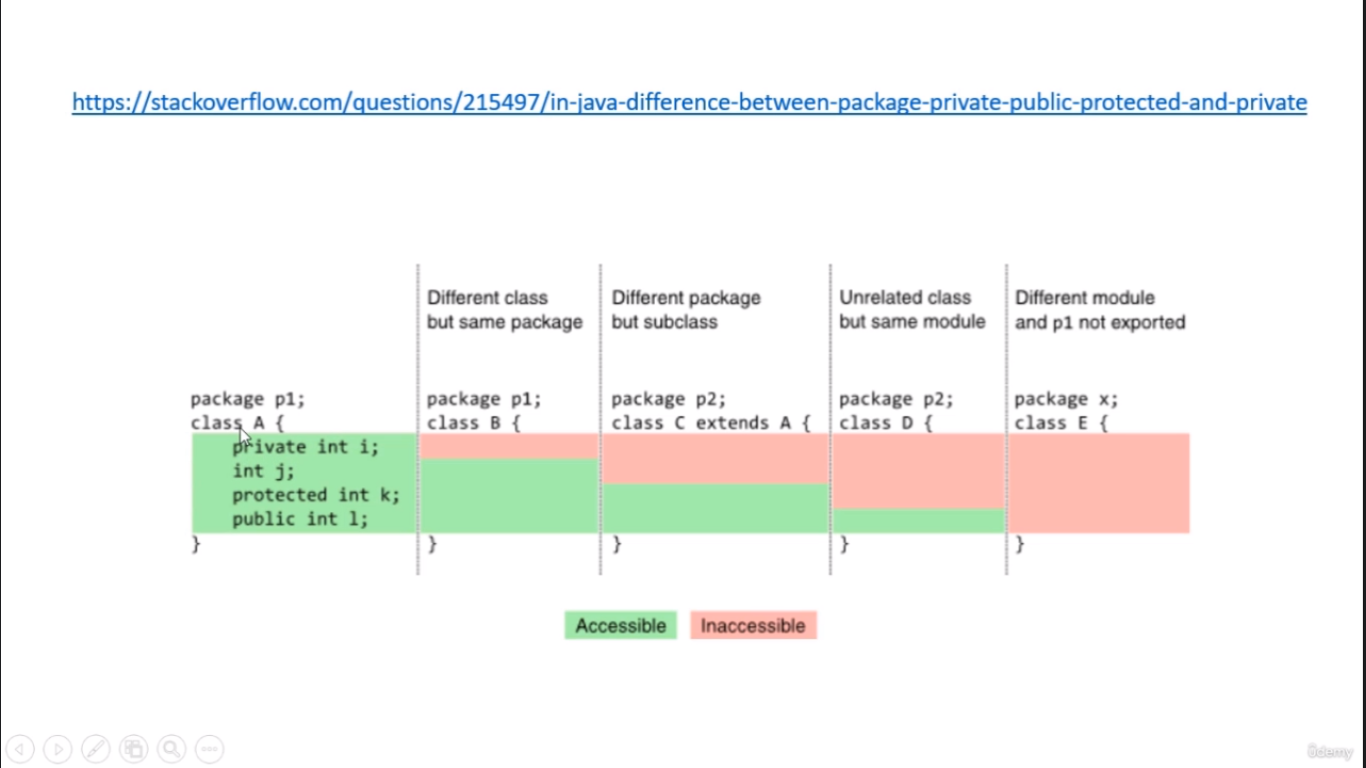 https://stackoverflow.com/questions/215497/in-java-difference-between-package-private-public-protected-and-private
Different class
but same package
Different package
but subclass
Unrelated class
but same module
Different module
and p1 not exported
package p1;
class A {
private int i;
int j;
protected int k;
public int l;
}
package p1;
class B {
}
package p2;
class C extends A {
}
package p2;
class D {
}
package x;
class E {
}
Accessible
Inaccessible
ûdemy